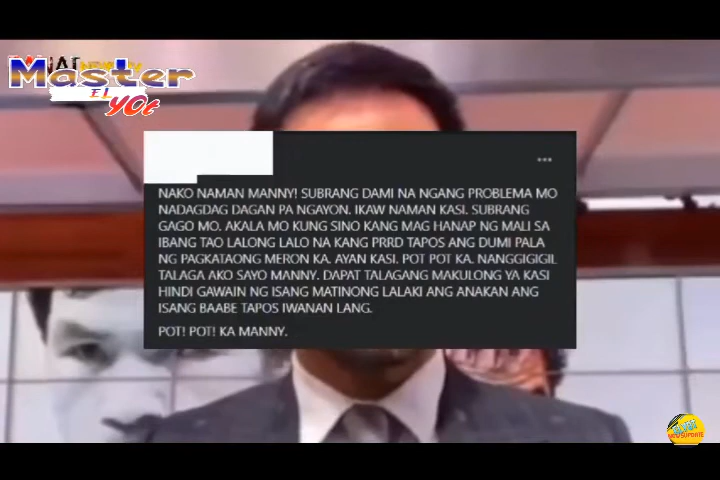 Master
EL
YOt
NAKO NAMAN MANNY! SUBRANG DAMI NA NGANG PROBLEMA MO
NADAGDAG DAGAN PA NGAYON. IKAW NAMAN KASI. SUBRANG
GAGO MO. AKALA MO KUNG SINO KANG MAG HANAP NG MALI SA
IBANG TAO LALONG LALO NA KANG PRRD TAPOS ANG DUMI PALA
NG PAGKATAONG MERON KA. AYAN KASI. POT POT KA. NANGGIGIGIL
TALAGA AKO SAYO MANNY. DAPAT TALAGANG MAKULONG YA KASI
HINDI GAWAIN NG ISANG MATINONG LALAKI ANG ANAKAN ANG
ISANG BAABE TAPOS IWANAN LANG.
POT! POT! KA MANNY.